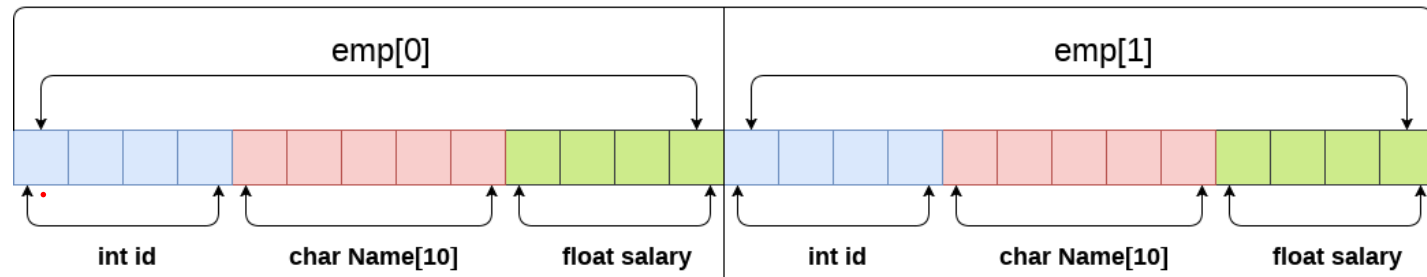 emp[0]
emp[1]
int id
char Name[10]
float salary
int id
char Name[10]
float salary